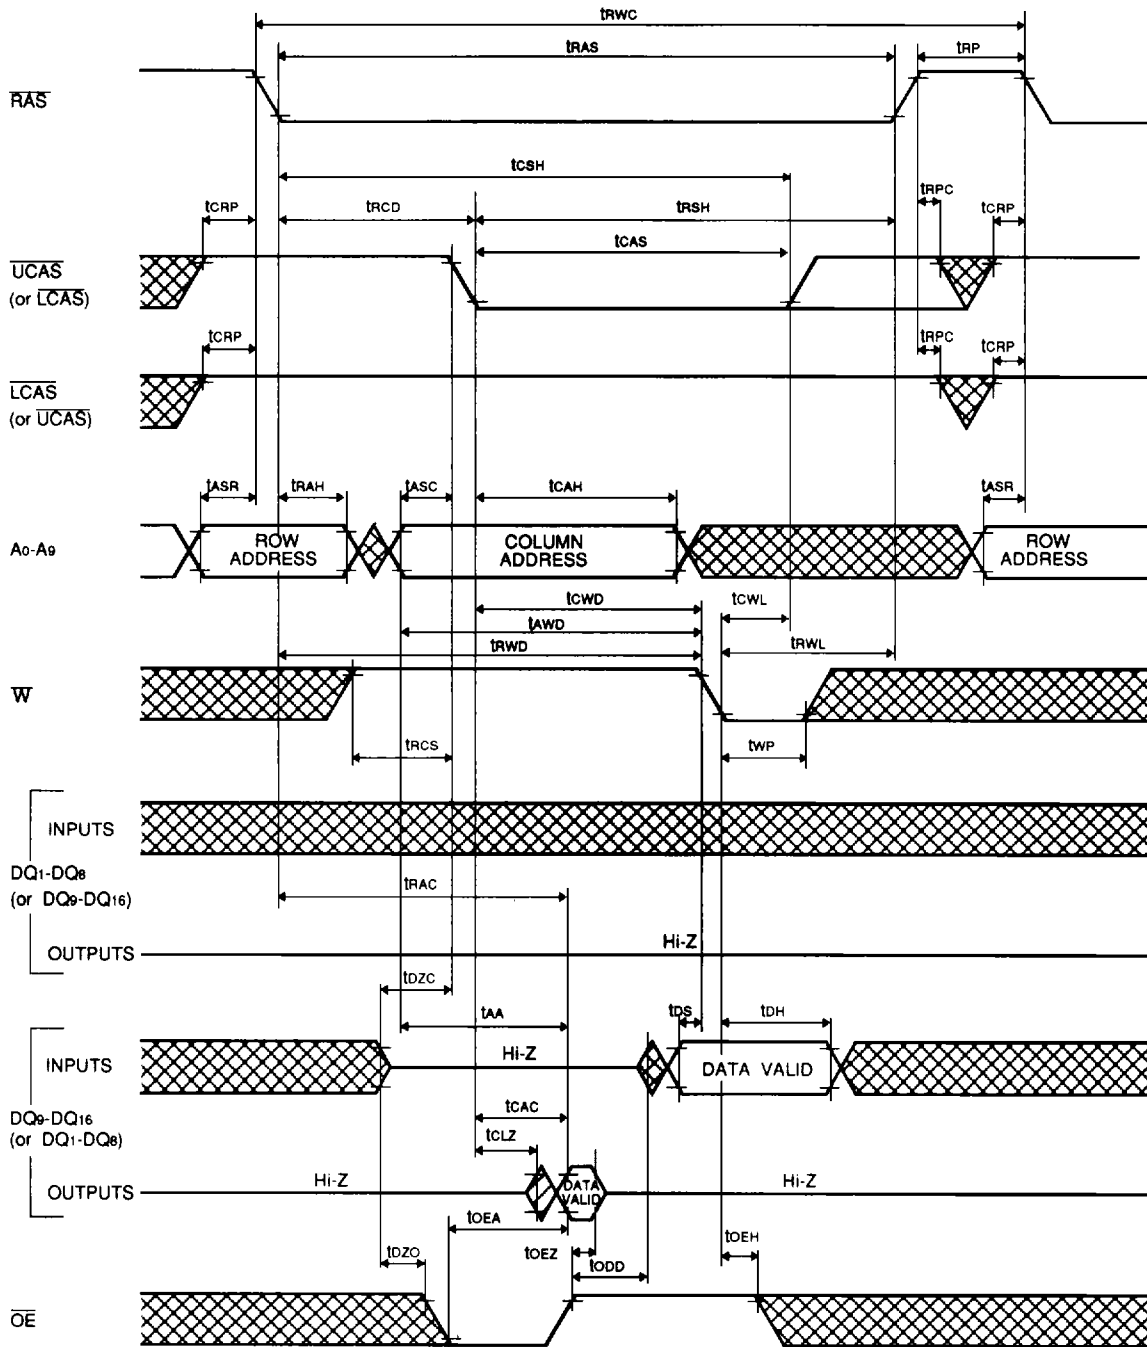 tRWC
tRAS
tRP
RAS
tCSH
tCRP
tRCD
tRSH
tRPC
tCRP
tCAS
UCAS
(or LCAS)
tCRP
tRPC
tCRP
LCAS
(or UCAS)
tASR
tRAH
tASC
tCAH
tASR
A0-A9
ROW
ADDRESS
COLUMN
ADDRESS
ROW
ADDRESS
tCWD
tCWL
tAWD
tRWD
tRWL
W
tRCS
tWP
INPUTS
DQ1-DQ8
(or DQ9-DQ16)
tRAC
OUTPUTS
Hi-Z
tDZC
tAA
tDS
tDH
INPUTS
Hi-Z
DATA VALID
DQ9-DQ16
(or DQ1-DQ8)
tCAC
tCLZ
OUTPUTS
Hi-Z
DATA
VALID
Hi-Z
tOEA
tDZO
tOEZ
tODD
tOEH
OE